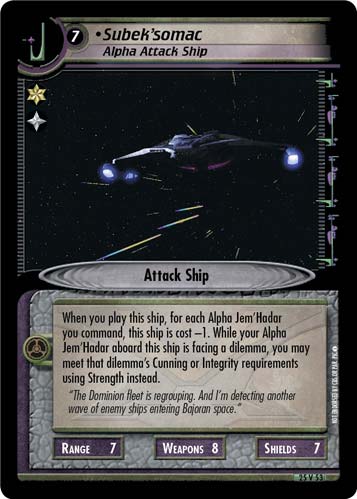 7
•Subek'somac
Alpha Attack Ship
Attack Ship
When you play this ship, for each Alpha Jem'Hadar
you command, this ship is cost –1. While your Alpha
Jem'Hadar aboard this ship is facing a dilemma, you may
meet that dilemma's Cunning or Integrity requirements
using Strength instead.
"The Dominion fleet is regrouping. And I'm detecting another
wave of enemy ships entering Bajoran space."
RANGE 7 WEAPONS 8 SHIELDS 7
25 V 53